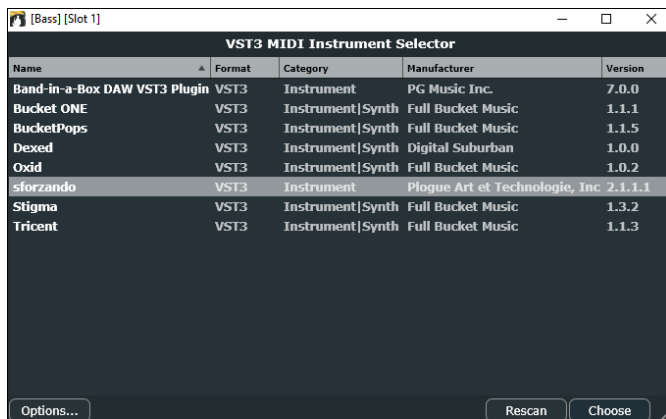 [Bass] [Slot 1]
VST3 MIDI Instrument Selector
Name Format Category Manufacturer Version
Band-in-a-Box DAW VST3 Plugin VST3 Instrument PG Music Inc. 7.0.0
Bucket ONE VST3 Instrument|Synth Full Bucket Music 1.1.1
BucketPops VST3 Instrument|Synth Full Bucket Music 1.1.5
Dexed VST3 Instrument|Synth Digital Suburban 1.0.0
Oxid VST3 Instrument|Synth Full Bucket Music 1.0.2
sforzando VST3 Instrument Plogue Art et Technologie, Inc 2.1.1.1
Stigma VST3 Instrument|Synth Full Bucket Music 1.3.2
Tricent VST3 Instrument|Synth Full Bucket Music 1.1.3
Options... Rescan Choose